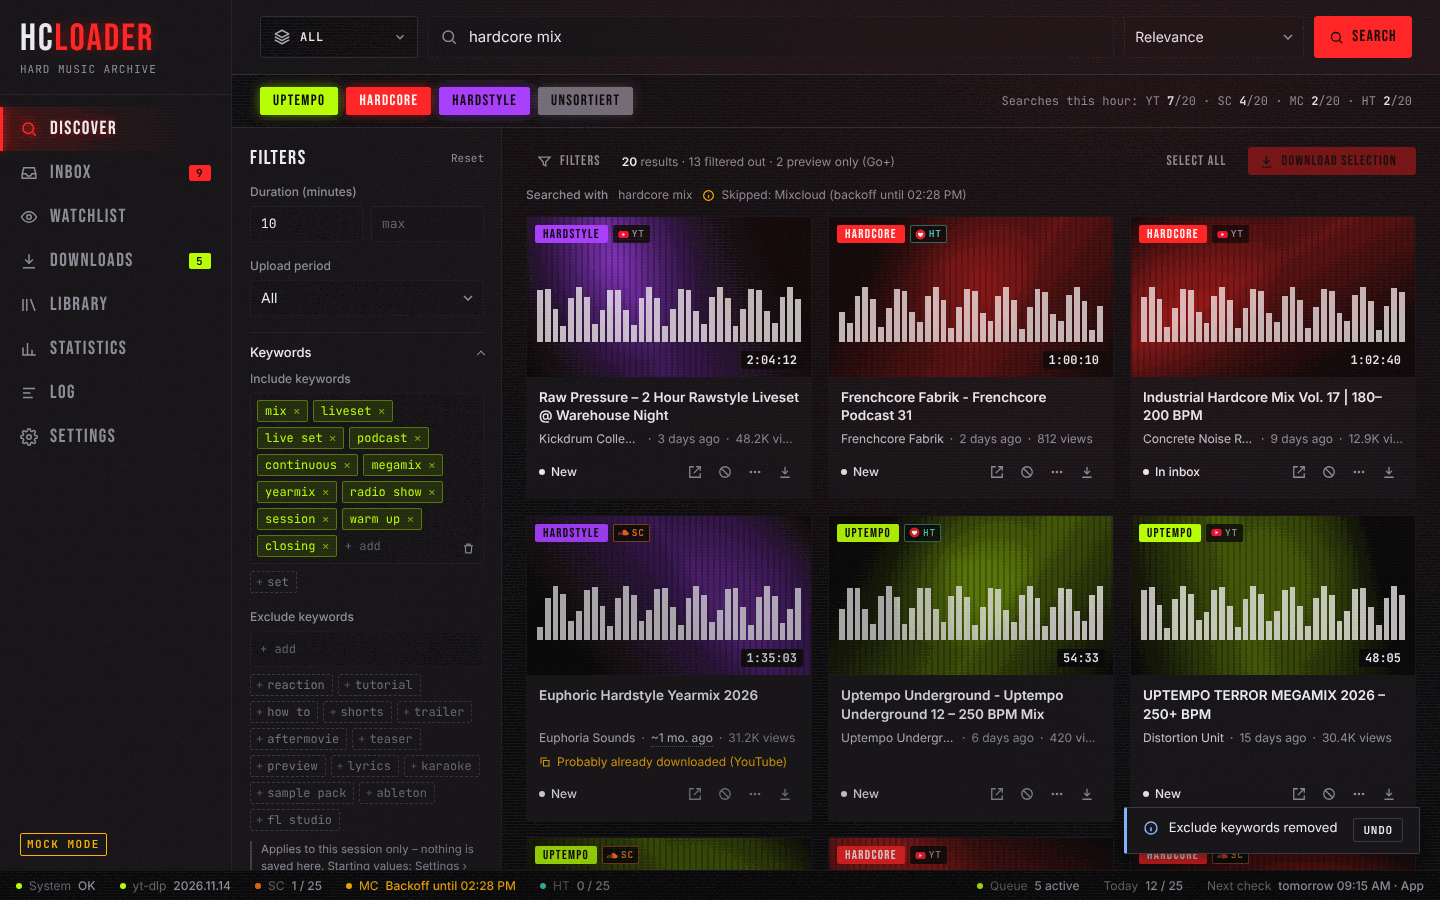 HCLOADER
HARD MUSIC ARCHIVE
DISCOVER
INBOX 9
WATCHLIST
DOWNLOADS 5
LIBRARY
STATISTICS
LOG
SETTINGS
MOCK MODE
ALL
hardcore mix
Relevance
SEARCH
UPTEMPO HARDCORE HARDSTYLE UNSORTIERT
Searches this hour: YT 7/20 · SC 4/20 · MC 2/20 · HT 2/20
FILTERS Reset
Duration (minutes)
10 max
Upload period
All
Keywords
Include keywords
mix × liveset ×
live set × podcast ×
continuous × megamix ×
yearmix × radio show ×
session × warm up ×
closing × + add
+ set
Exclude keywords
+ add
+ reaction + tutorial
+ how to + shorts + trailer
+ aftermovie + teaser
+ preview + lyrics + karaoke
+ sample pack + ableton
+ fl studio
Applies to this session only – nothing is
saved here. Starting values: Settings ›
FILTERS 20 results · 13 filtered out · 2 preview only (Go+)
SELECT ALL DOWNLOAD SELECTION
Searched with hardcore mix Skipped: Mixcloud (backoff until 02:28 PM)
HARDSTYLE YT
2:04:12
Raw Pressure – 2 Hour Rawstyle Liveset
@ Warehouse Night
Kickdrum Colle... · 3 days ago · 48.2K vi...
New
HARDCORE HT
1:00:10
Frenchcore Fabrik - Frenchcore
Podcast 31
Frenchcore Fabrik · 2 days ago · 812 views
New
HARDCORE YT
1:02:40
Industrial Hardcore Mix Vol. 17 | 180–
200 BPM
Concrete Noise R... · 9 days ago · 12.9K vi...
In inbox
HARDSTYLE SC
1:35:03
Euphoric Hardstyle Yearmix 2026
Euphoria Sounds · ~1 mo. ago · 31.2K views
Probably already downloaded (YouTube)
New
UPTEMPO HT
54:33
Uptempo Underground - Uptempo
Underground 12 – 250 BPM Mix
Uptempo Undergr... · 6 days ago · 420 vi...
New
UPTEMPO YT
48:05
UPTEMPO TERROR MEGAMIX 2026 –
250+ BPM
Distortion Unit · 15 days ago · 30.4K views
New
UPTEMPO SC
HARDCORE YT
HARDCORE SC
Exclude keywords removed UNDO
System OK yt-dlp 2026.11.14 SC 1 / 25 MC Backoff until 02:28 PM HT 0 / 25
Queue 5 active Today 12 / 25 Next check tomorrow 09:15 AM · App